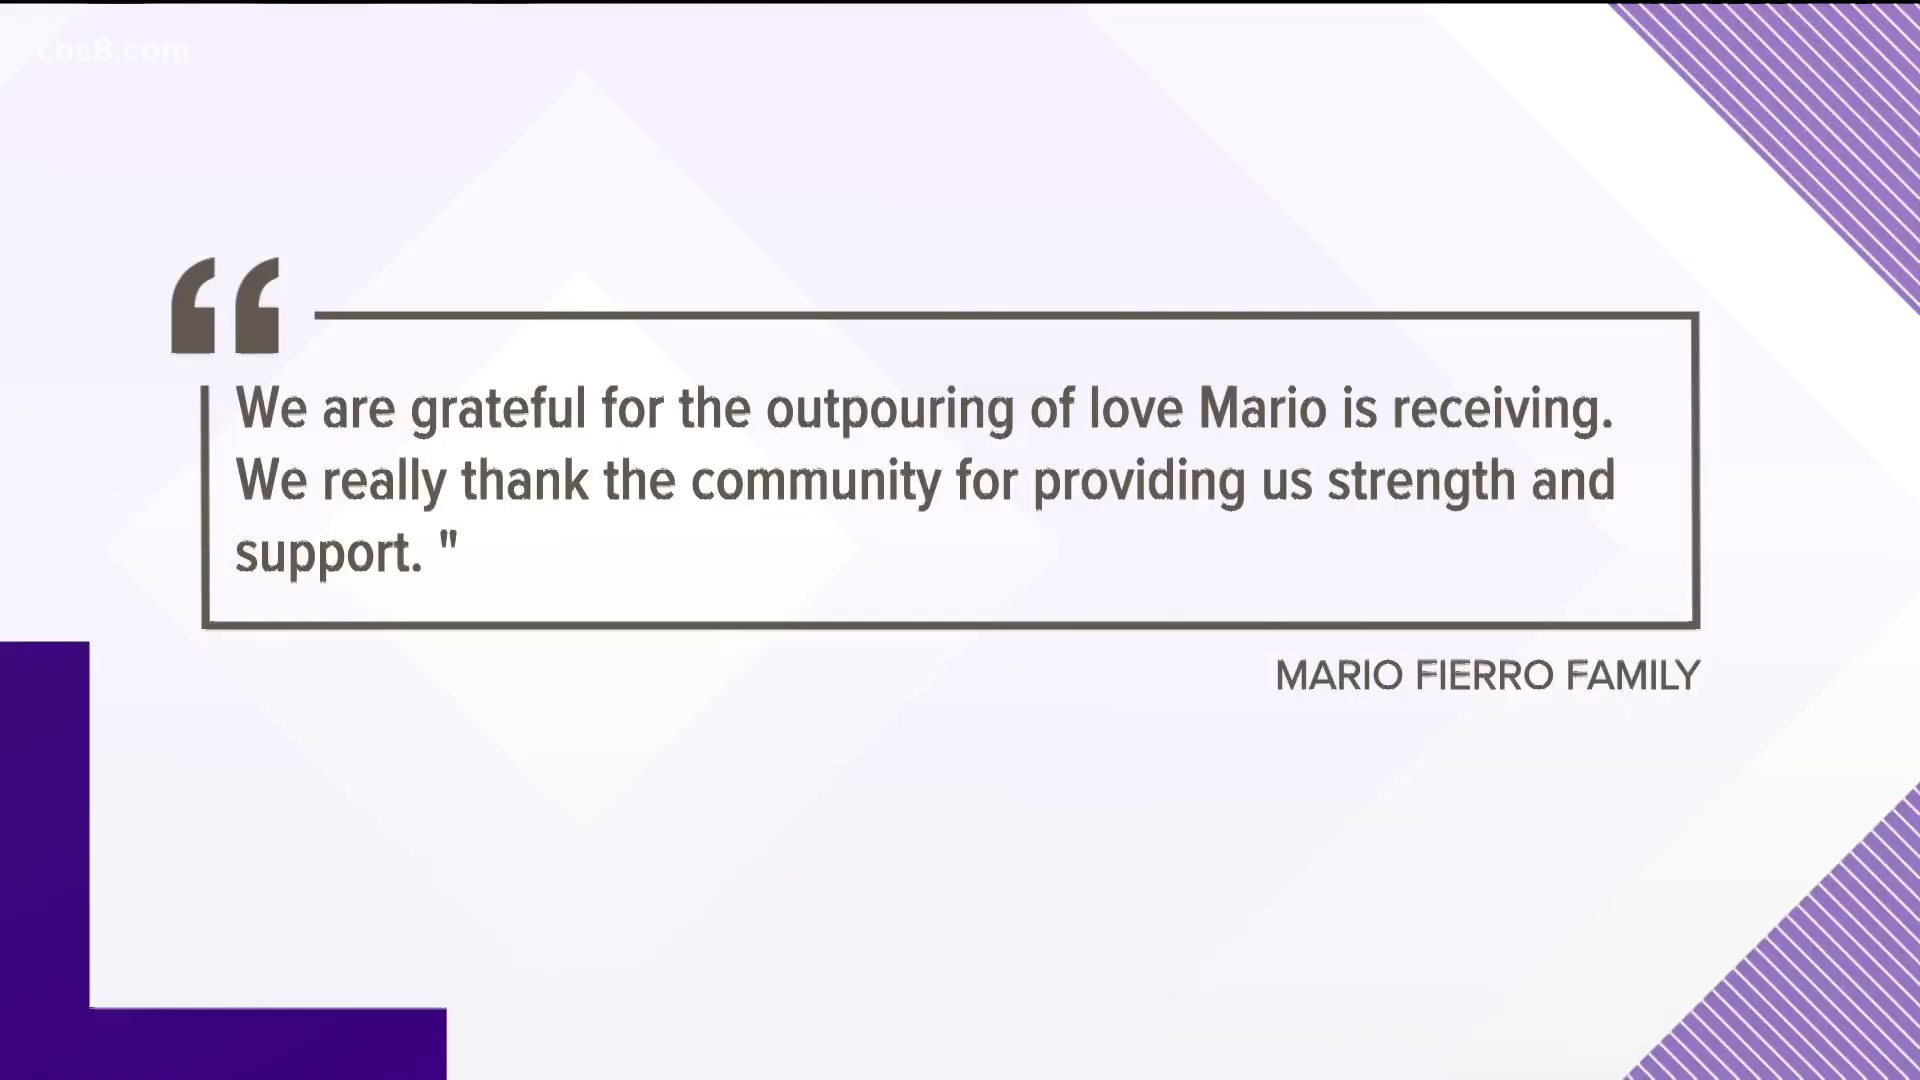 cbs8.com
“
We are grateful for the outpouring of love Mario is receiving.
We really thank the community for providing us strength and
support. "
MARIO FIERRO FAMILY